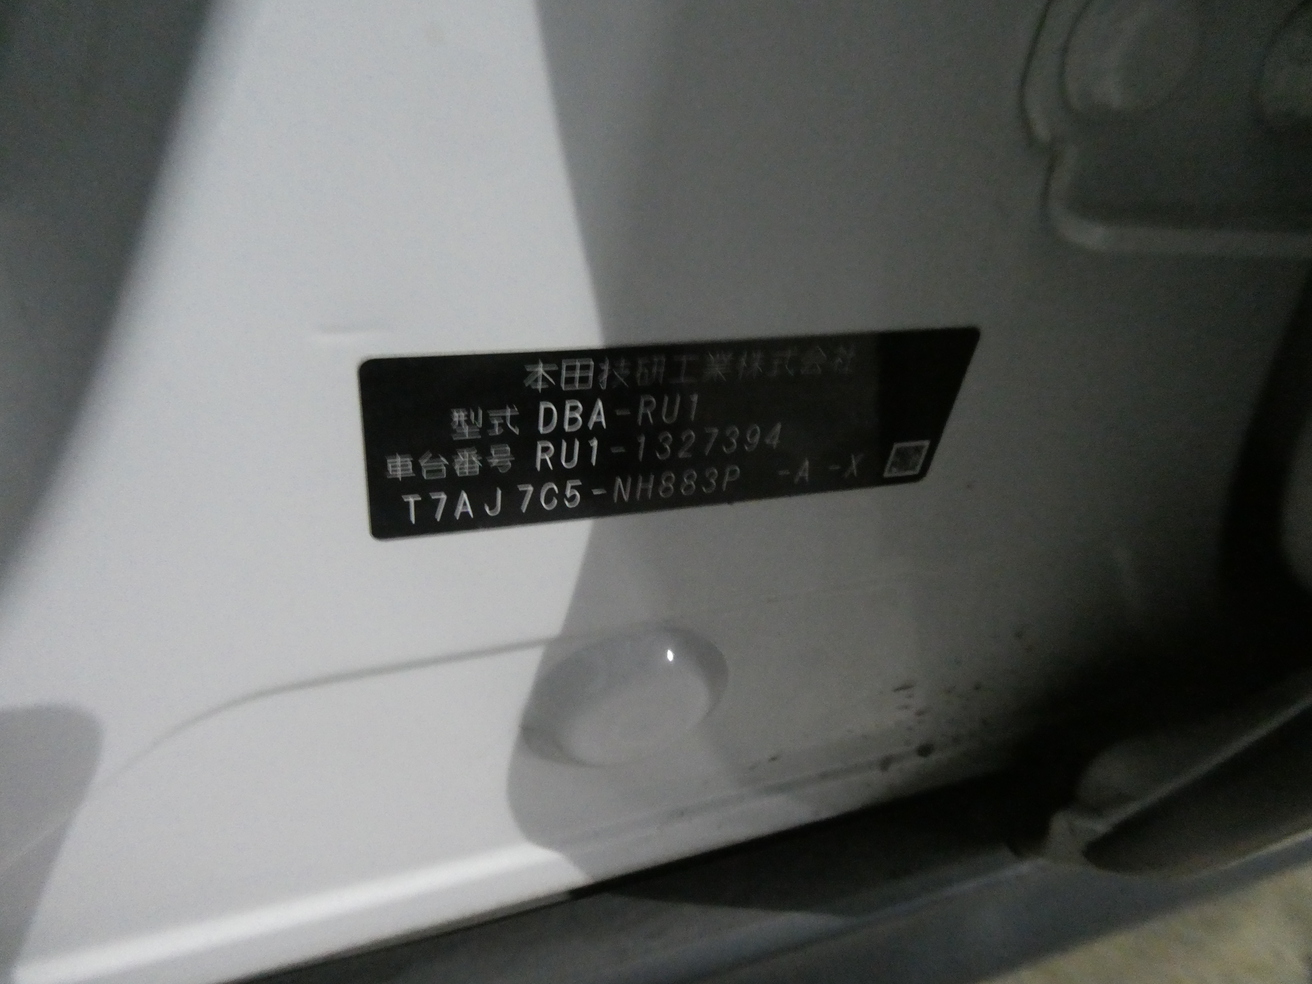 本田技研工業株式会社
型式 DBA-RU1
車台番号 RU1-1327394
T7AJ7C5-NH883P -A -X